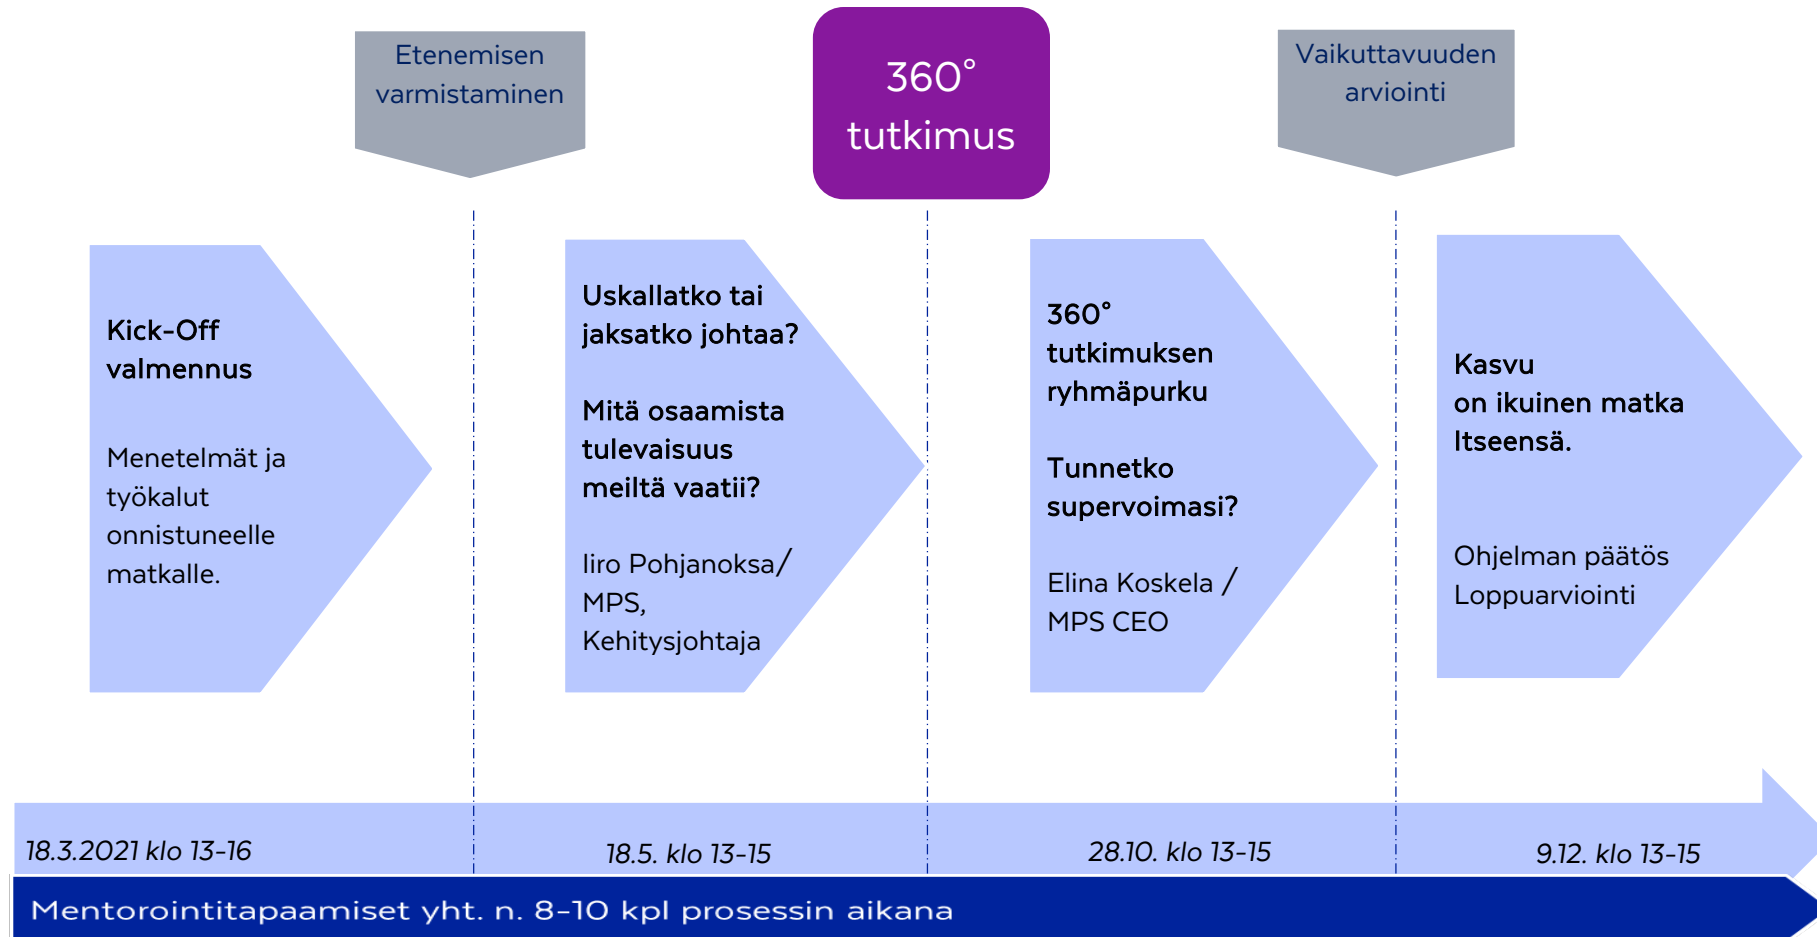 Etenemisen
varmistaminen
360°
tutkimus
Vaikuttavuuden
arviointi
Kick-Off
valmennus
Menetelmät ja
työkalut
onnistuneelle
matkalle.
Uskallatko tai
jaksatko johtaa?
Mitä osaamista
tulevaisuus
meiltä vaatii?
Iiro Pohjanoksa/
MPS,
Kehitysjohtaja
360°
tutkimuksen
ryhmäpurku
Tunnetko
supervoimasi?
Elina Koskela /
MPS CEO
Kasvu
on ikuinen matka
Itseensä.
Ohjelman päätös
Loppuarviointi
18.3.2021 klo 13-16
18.5. klo 13-15
28.10. klo 13-15
9.12. klo 13-15
Mentorointitapaamiset yht. n. 8-10 kpl prosessin aikana